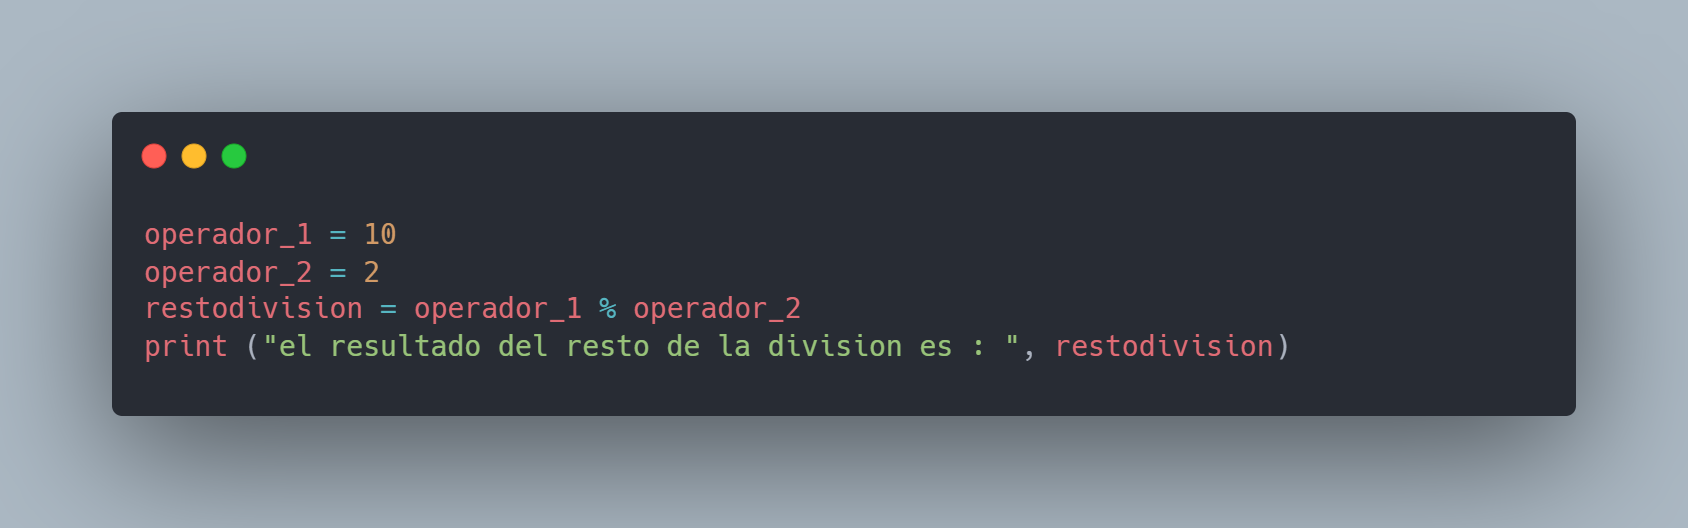 operador_1 = 10
operador_2 = 2
restodivision = operador_1 % operador_2
print ("el resultado del resto de la division es : ", restodivision)